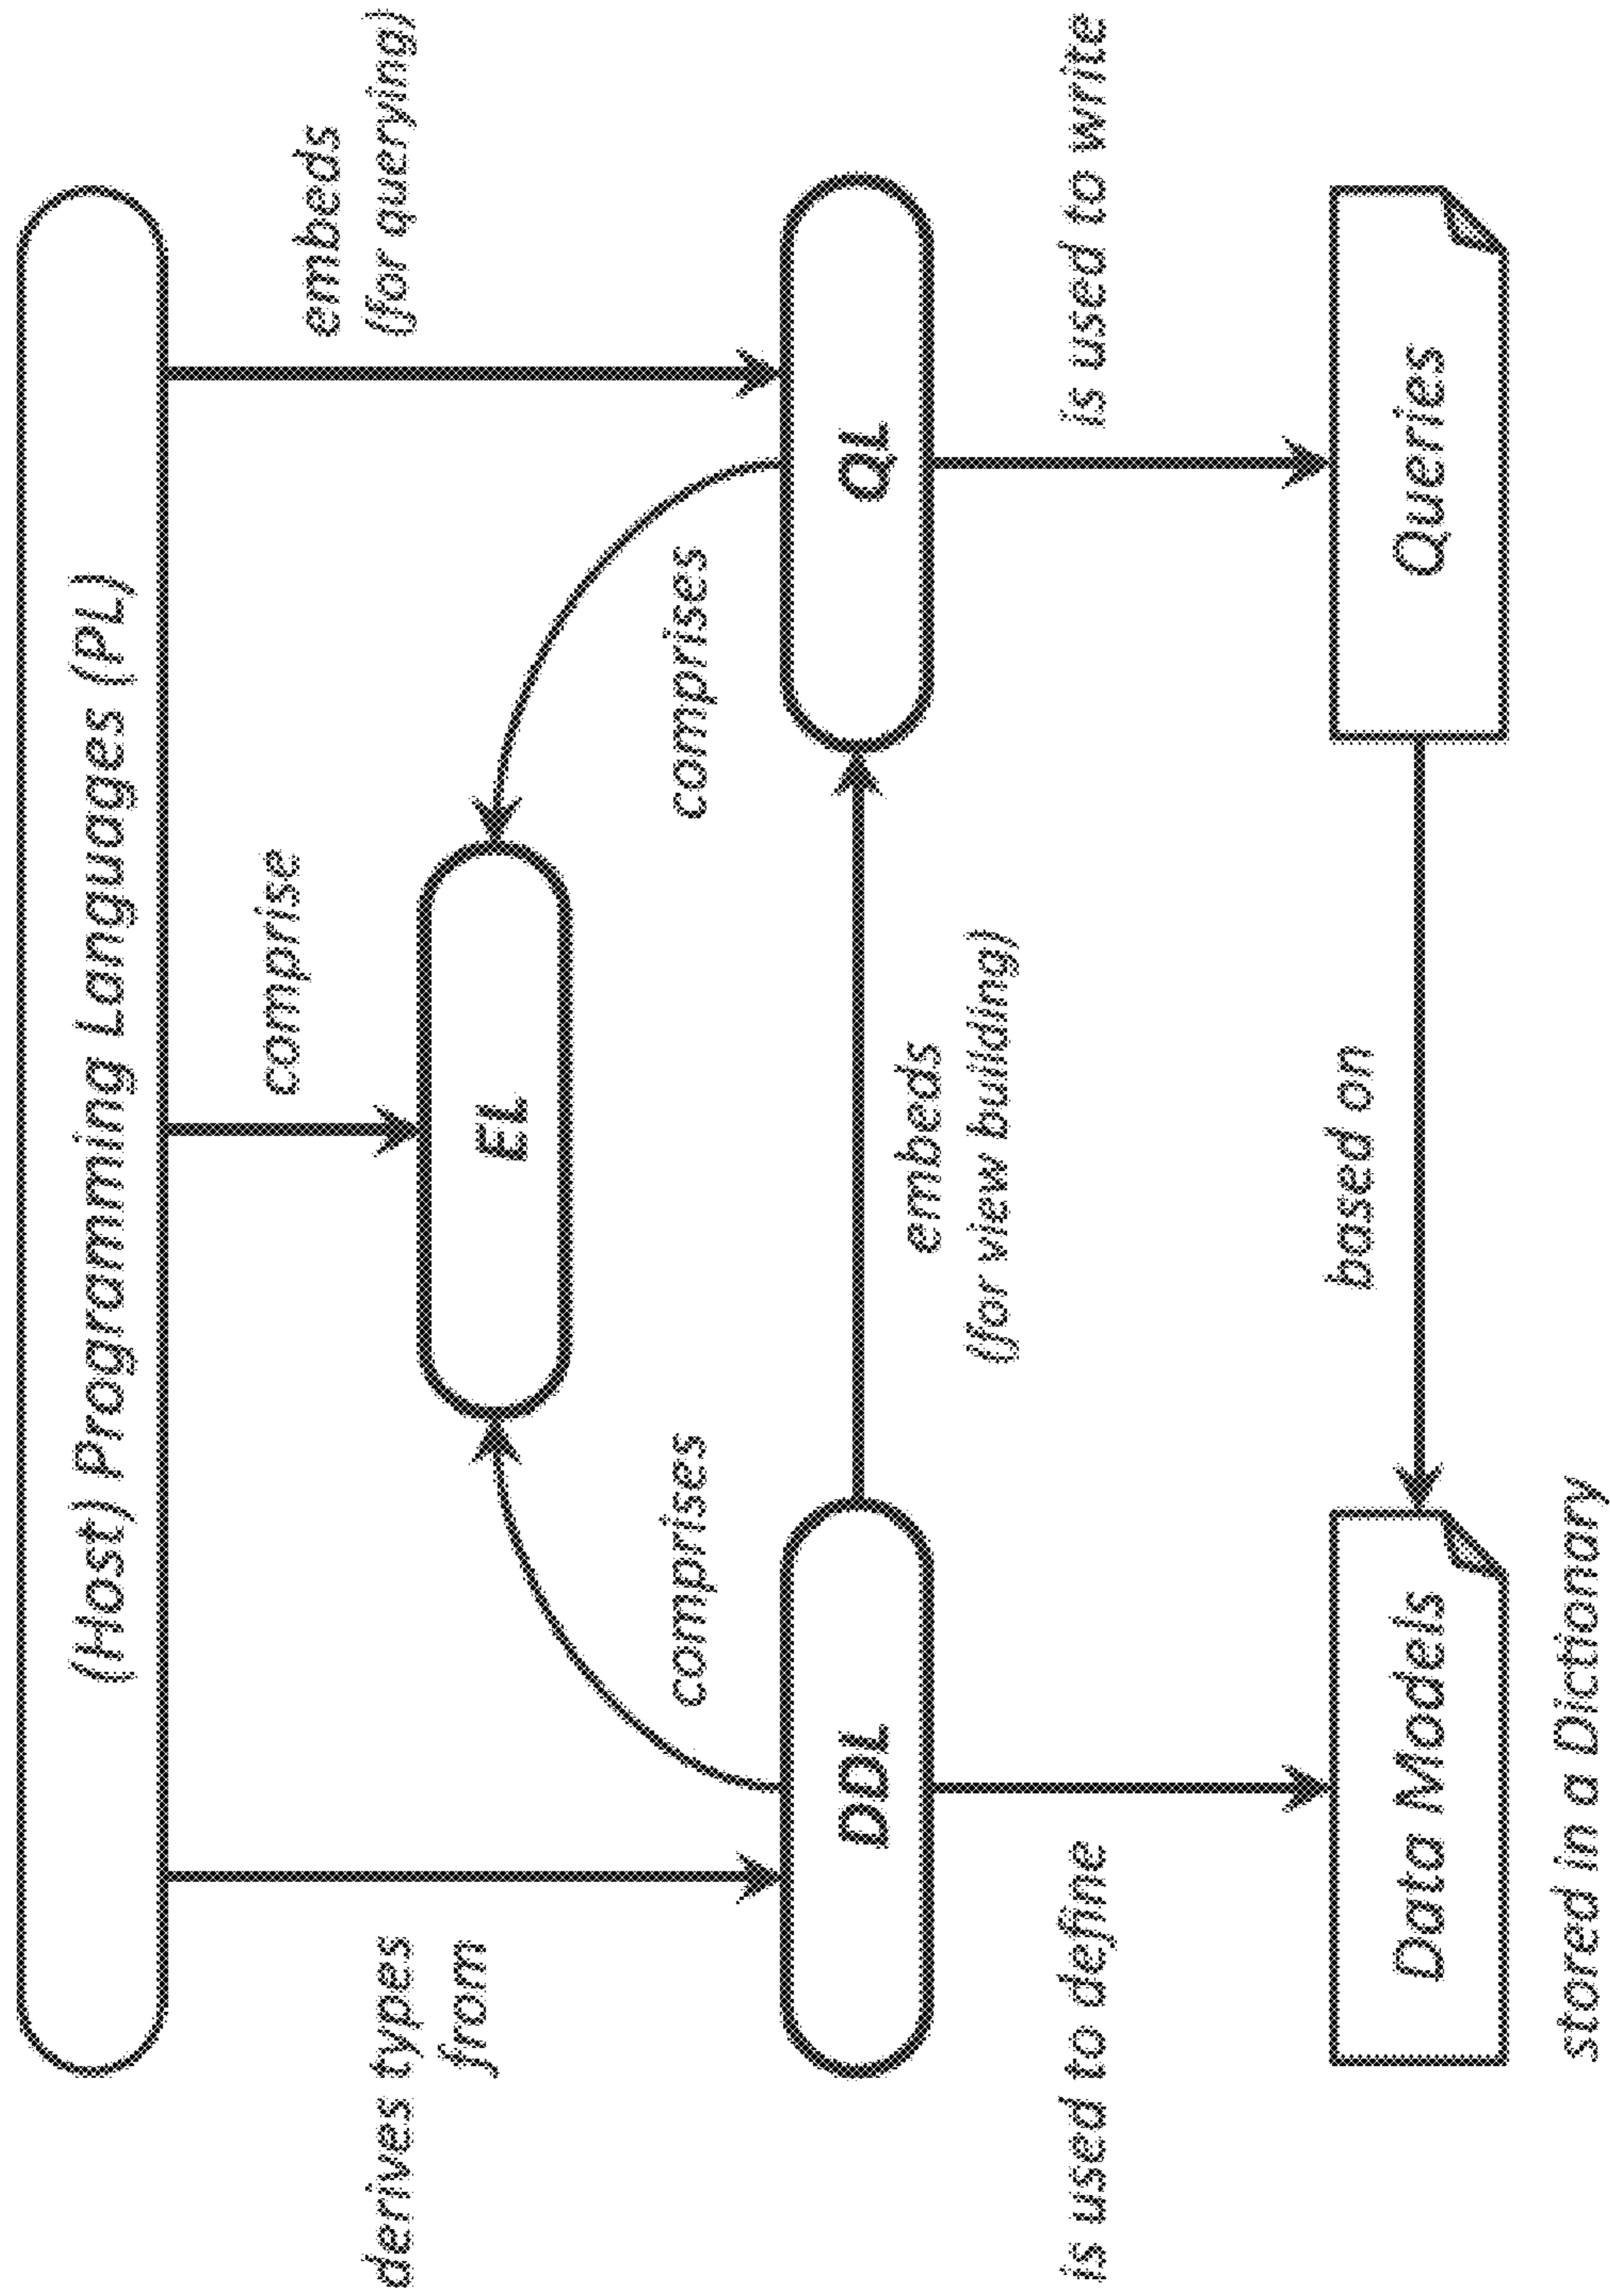 (Host) Programming Languages (PL)
derives types
from
comprise
embeds
(for querying)
EL
comprises
comprises
DDL
embeds
(for view building)
QL
is used to define
is used to write
Data Models
based on
Queries
stored in a Dictionary